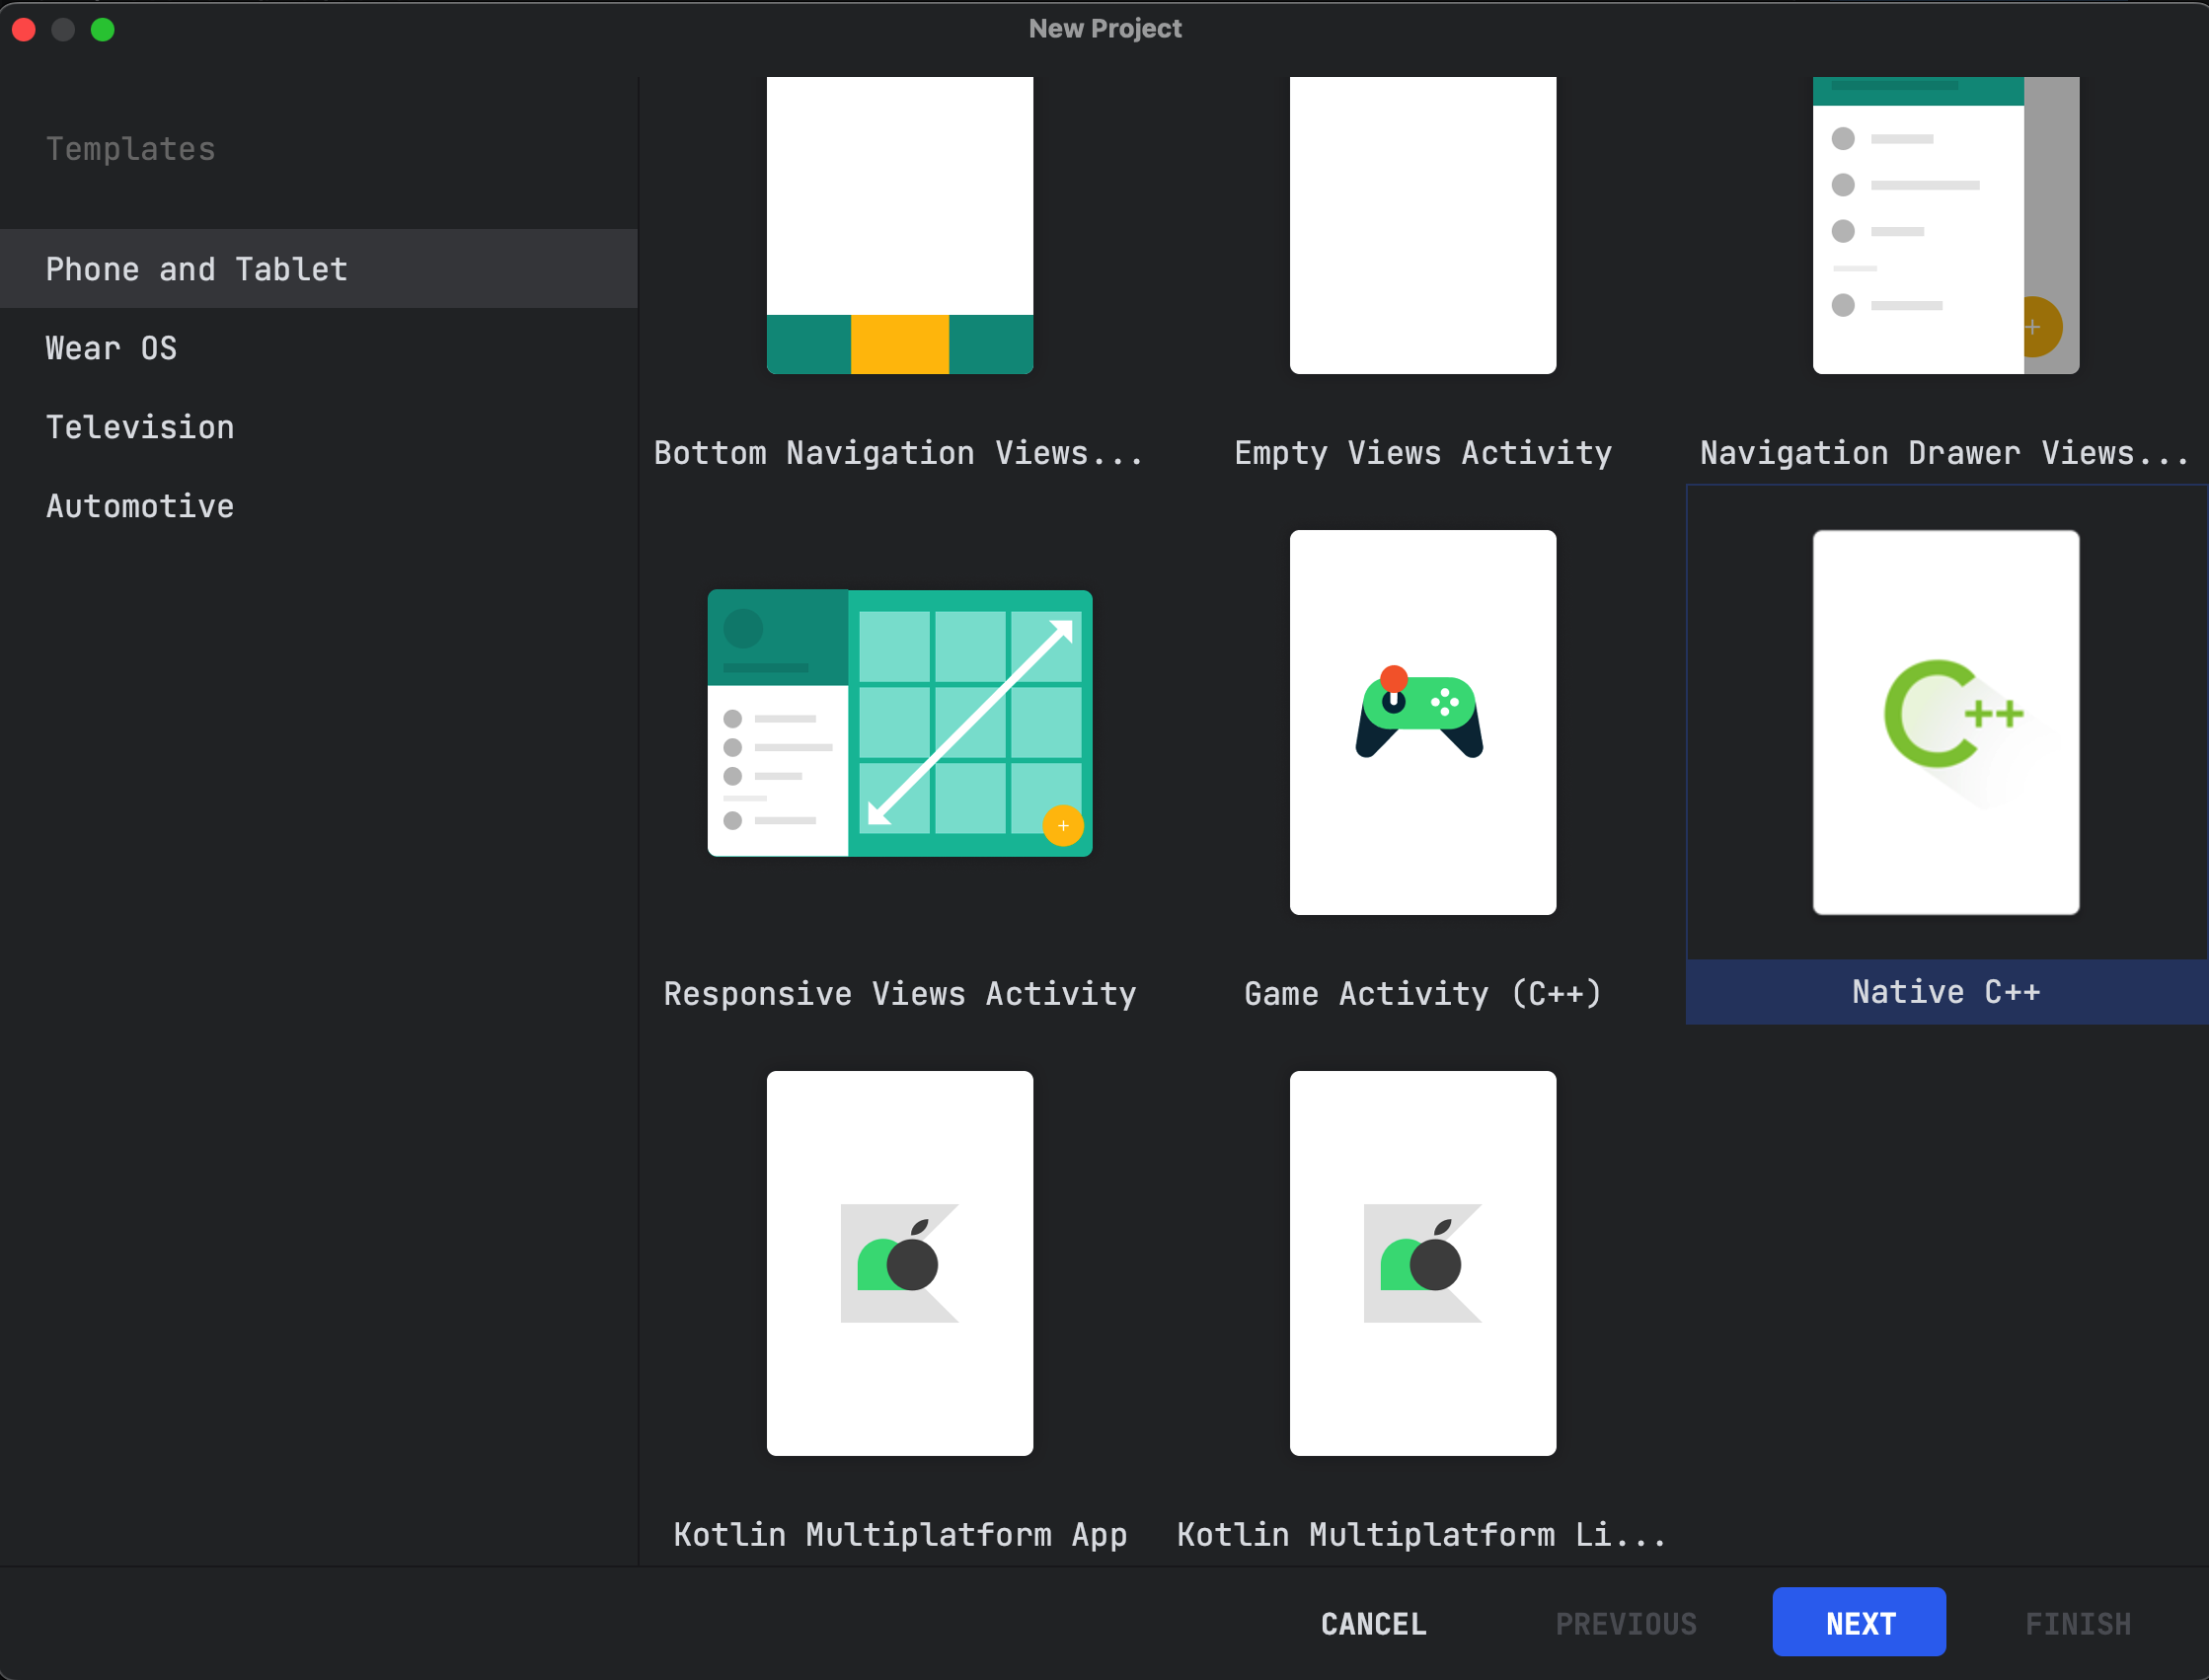 New Project
Templates
Phone and Tablet
Wear OS
Television
Automotive
Bottom Navigation Views...
Empty Views Activity
Navigation Drawer Views...
Responsive Views Activity
Game Activity (C++)
C++
Native C++
Kotlin Multiplatform App
Kotlin Multiplatform Li...
CANCEL
PREVIOUS
NEXT
FINISH